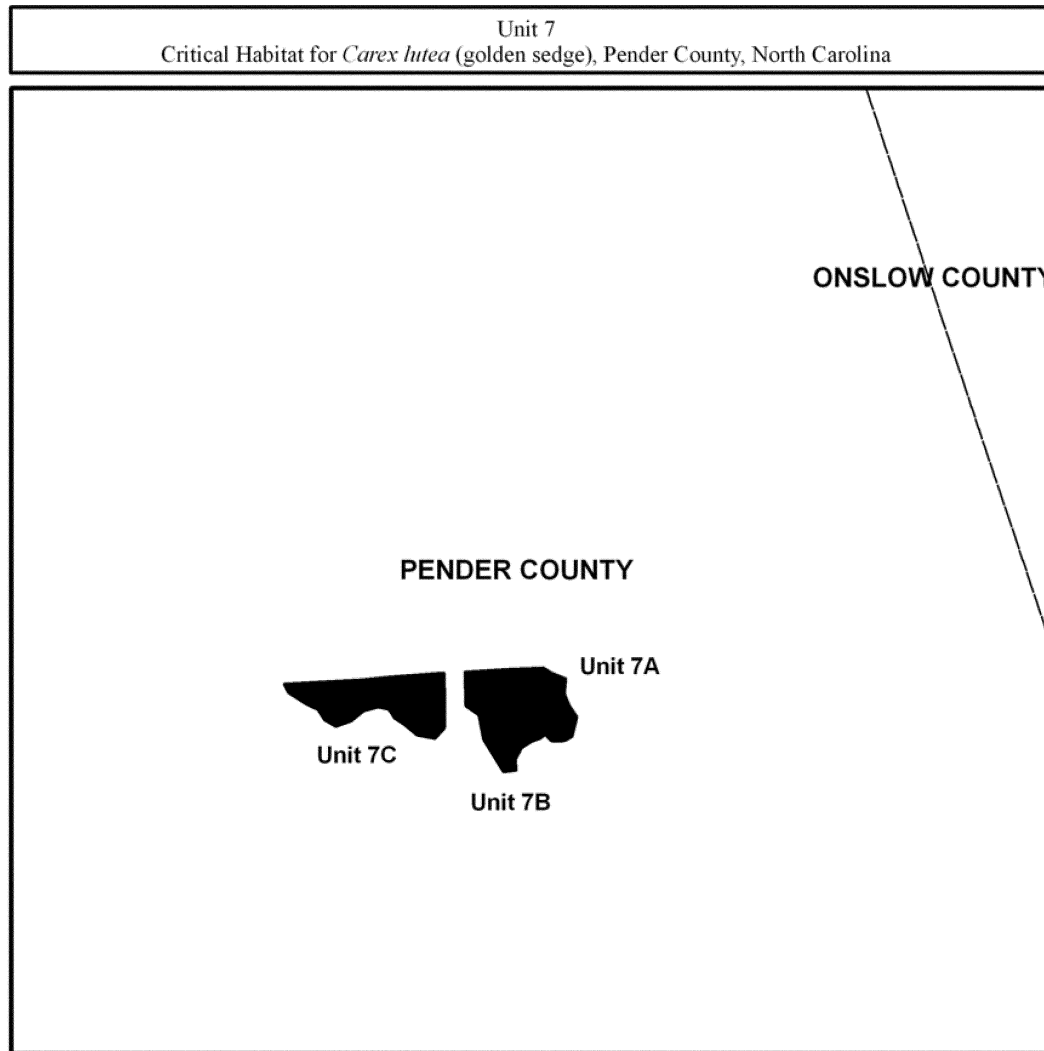 Unit 7
Critical Habitat for Carex lutea (golden sedge), Pender County, North Carolina
ONSLOW COUNTY
PENDER COUNTY
Unit 7A
Unit 7C
Unit 7B